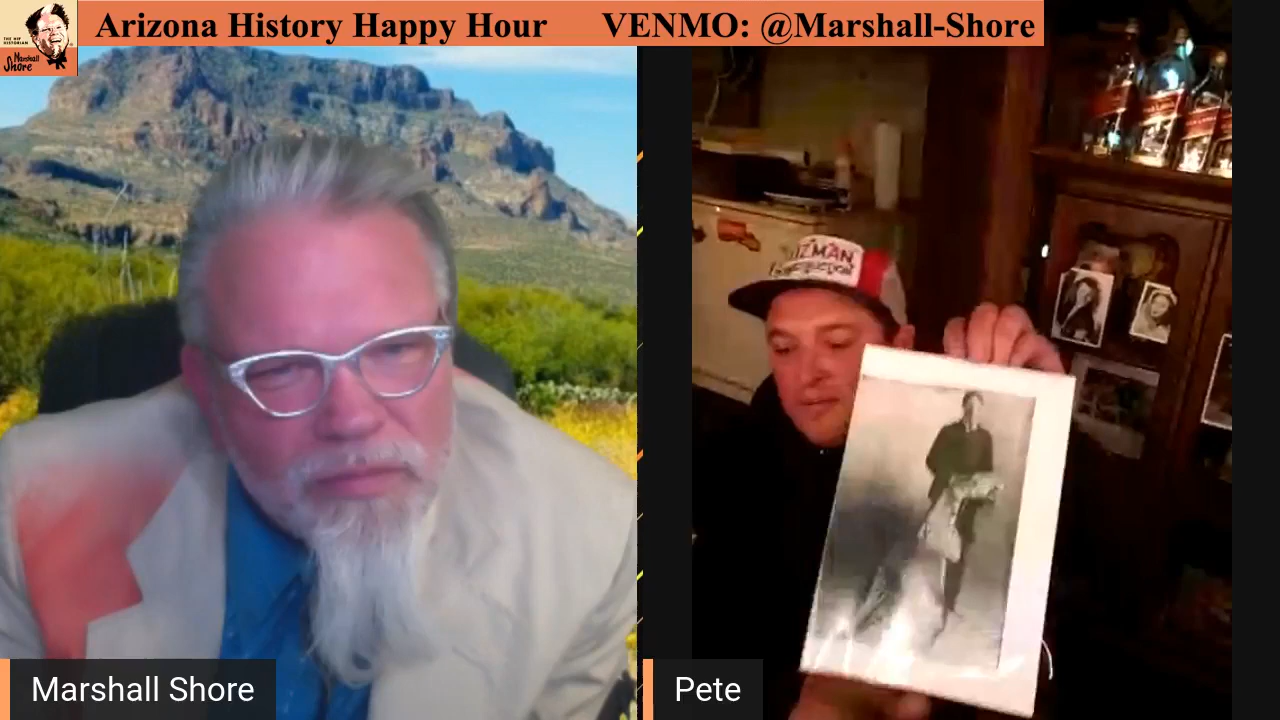 THE HIP
HISTORIAN
Marshall
Shore
Arizona History Happy Hour VENMO: @Marshall-Shore
Marshall Shore
Pete